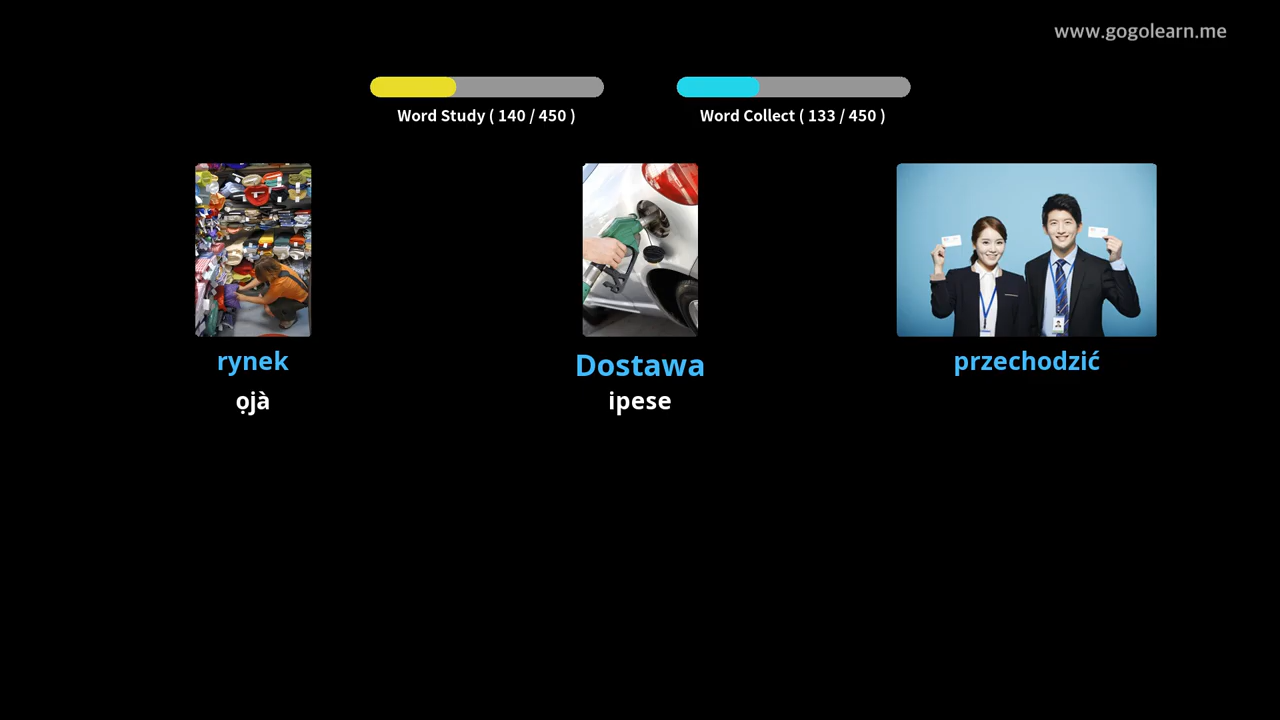 www.gogolearn.me
Word Study ( 140 / 450 )
Word Collect ( 133 / 450 )
rynek
ọjà
Dostawa
ipese
przechodzić